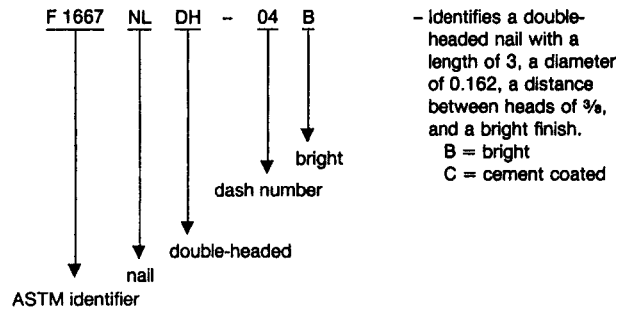 F 1667 NL DH - 04 B
bright
dash number
double-headed
nail
ASTM identifier
– Identifies a double-
headed nail with a
length of 3, a diameter
of 0.162, a distance
between heads of ⅜,
and a bright finish.
B = bright
C = cement coated